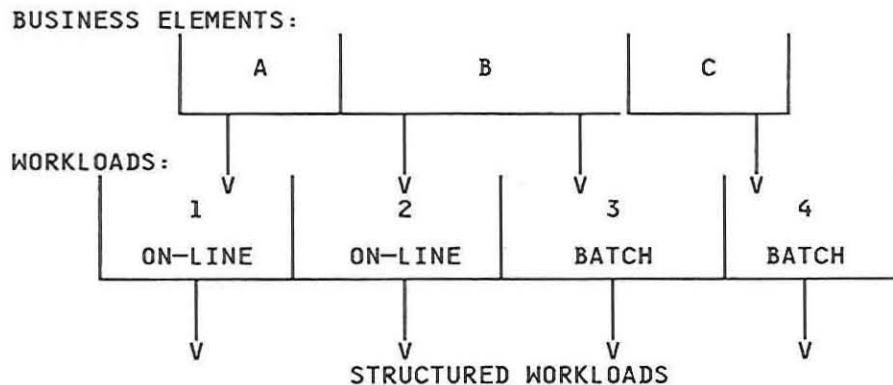 BUSINESS ELEMENTS:
A B C
WORKLOADS:
V V V V
1 2 3 4
ON-LINE ON-LINE BATCH BATCH
V V V V
STRUCTURED WORKLOADS